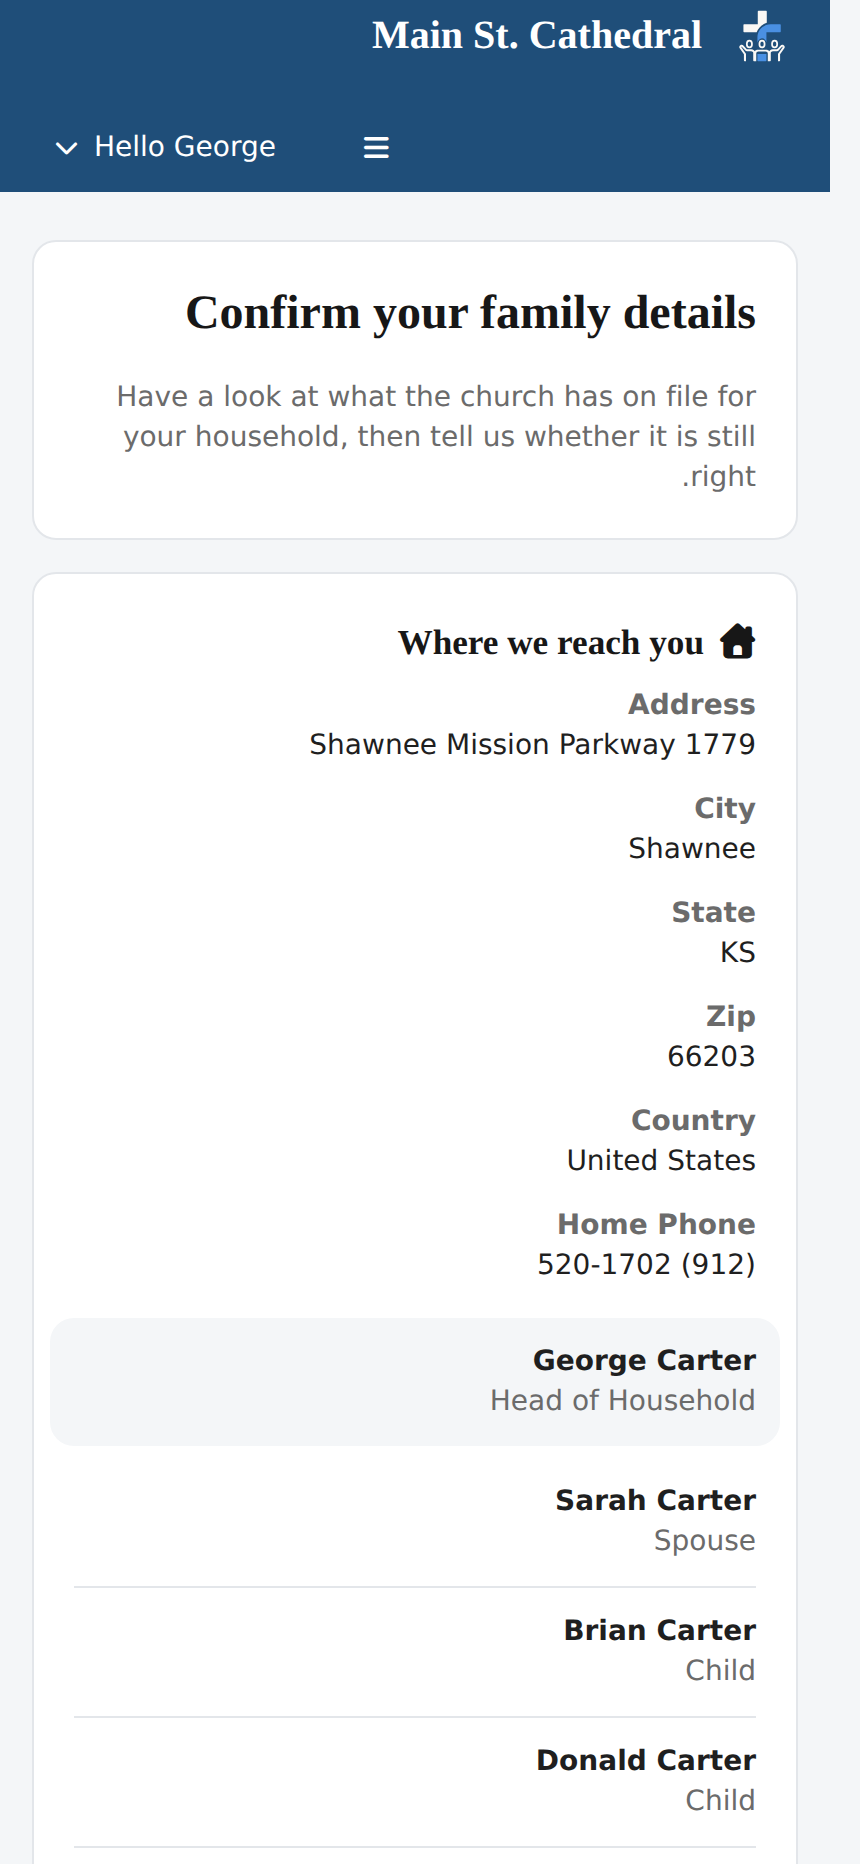 Main St. Cathedral
Hello George
Confirm your family details
Have a look at what the church has on file for
your household, then tell us whether it is still
.right
Where we reach you
Address
Shawnee Mission Parkway 1779
City
Shawnee
State
KS
Zip
66203
Country
United States
Home Phone
520-1702 (912)
George Carter
Head of Household
Sarah Carter
Spouse
Brian Carter
Child
Donald Carter
Child